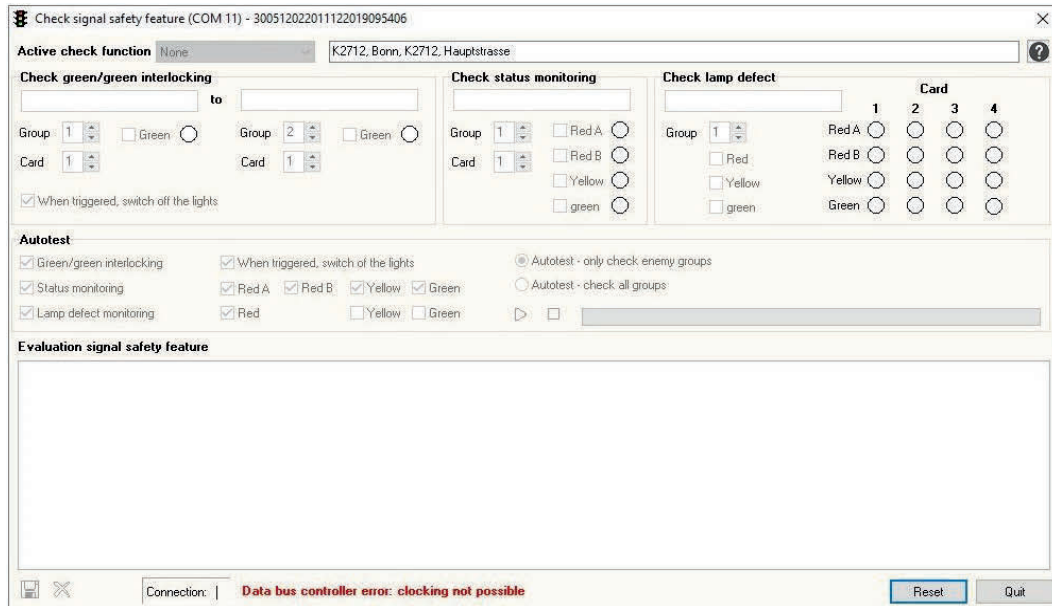 Check signal safety feature (COM 11) - 300512022011122019095406
Active check function None K2712, Bonn, K2712, Hauptstrasse ?
Check green/green interlocking
to
Group 1 Green Group 2 Green
Card 1 Card 1
When triggered, switch off the lights
Check status monitoring
Group 1 Red A
Card 1 Red B
Yellow
green
Check lamp defect
Card
1 2 3 4
Group 1 Red A
Red Red B
Yellow Yellow
green Green
Autotest
Green/green interlocking When triggered, switch of the lights Autotest - only check enemy groups
Status monitoring Red A Red B Yellow Green Autotest - check all groups
Lamp defect monitoring Red Yellow Green
Evaluation signal safety feature
Connection: | Data bus controller error: clocking not possible Reset Quit